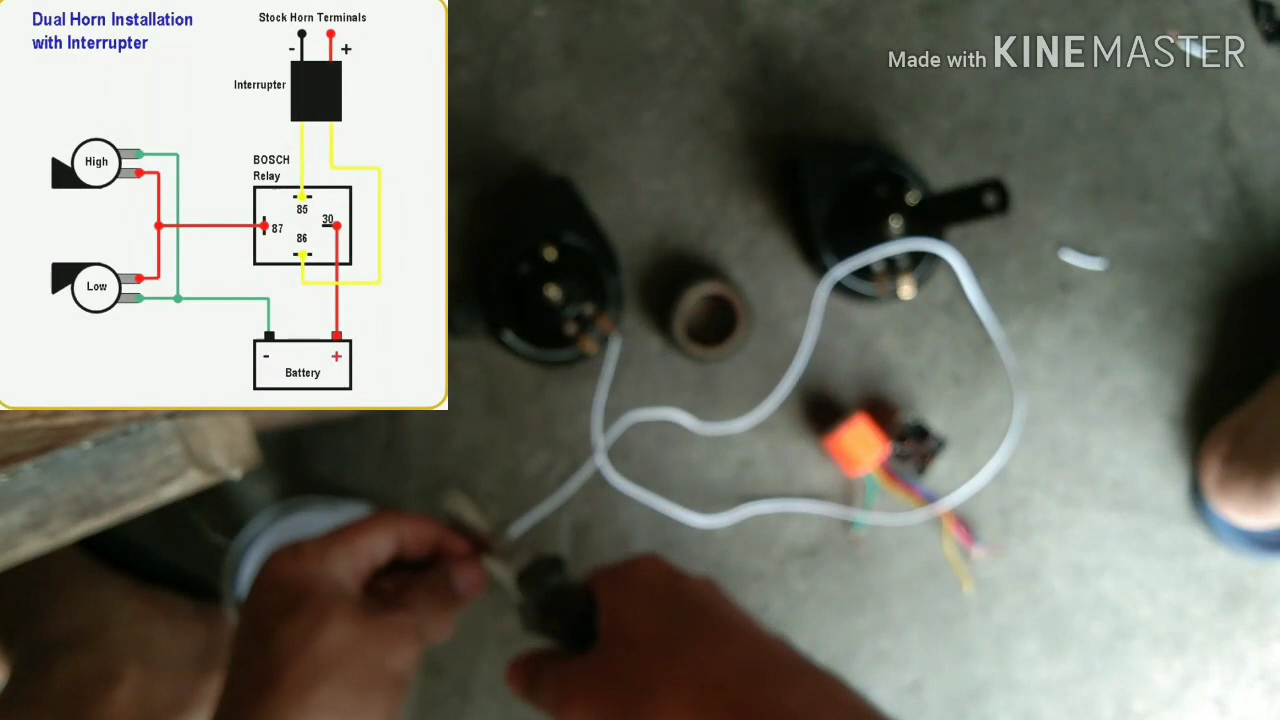 Dual Horn Installation
with Interrupter
Stock Horn Terminals
- +
Interrupter
Made with KINEMASTER
High
BOSCH
Relay
85
30
87
86
Low
- +
Battery